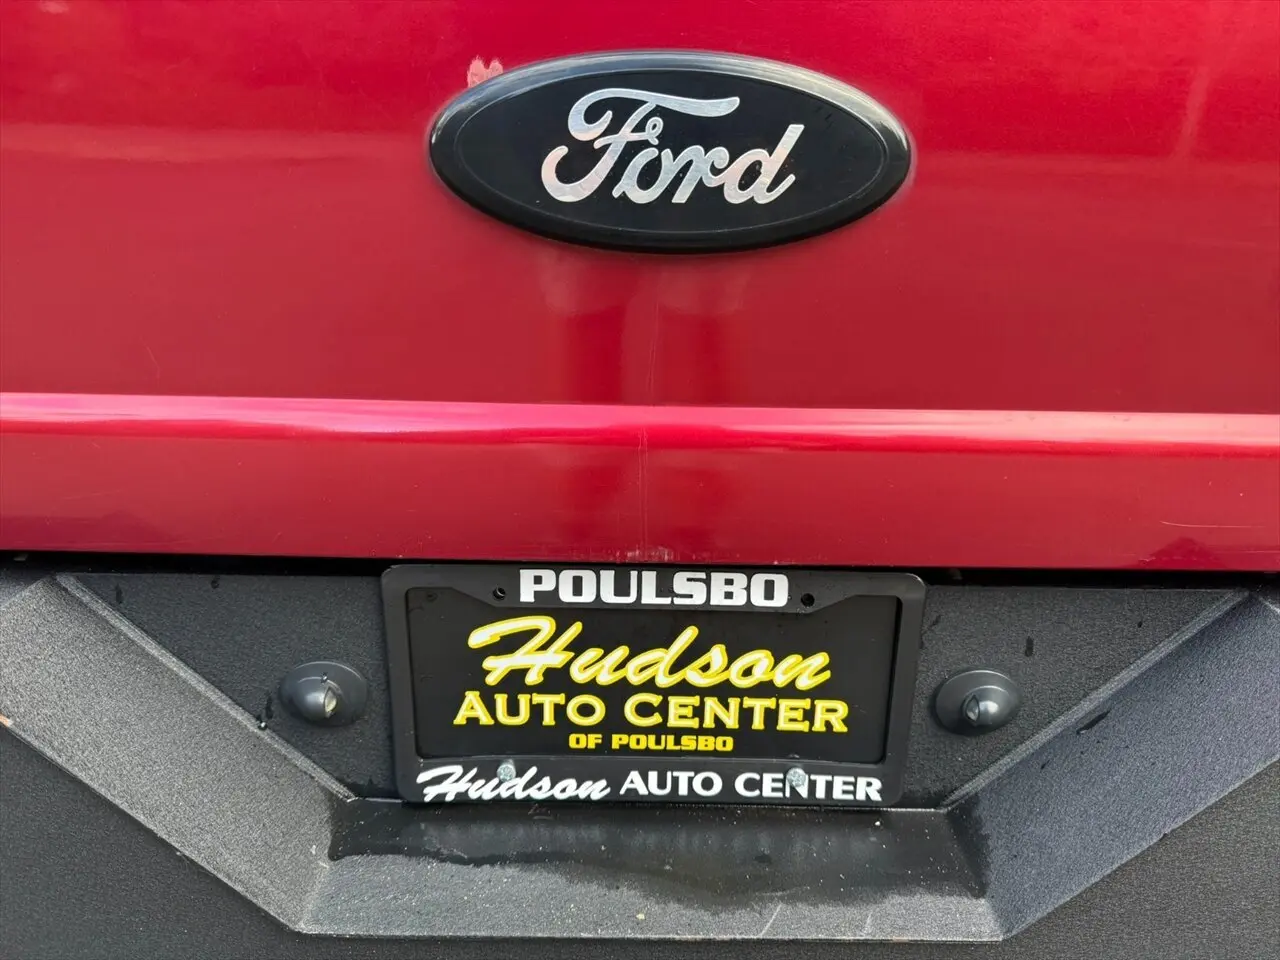 Ford
POULSBO
Hudson
AUTO CENTER
OF POULSBO
Hudson AUTO CENTER